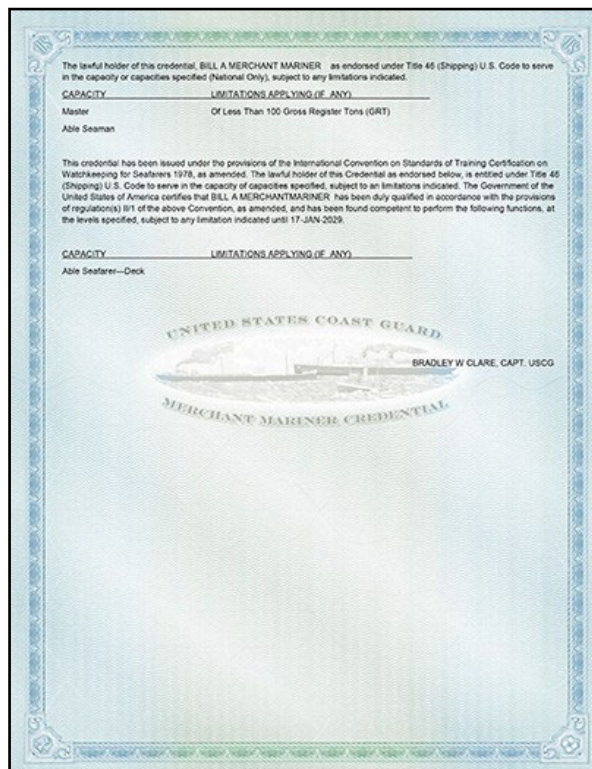 The lawful holder of this credential, BILL A MERCHANT MARINER as endorsed under Title 46 (Shipping) U.S. Code to serve
in the capacity or capacities specified (National Only), subject to any limitations indicated.
CAPACITY LIMITATIONS APPLYING (IF ANY)
Master Of Less Than 100 Gross Register Tons (GRT)
Able Seaman
This credential has been issued under the provisions of the International Convention on Standards of Training Certification on
Watchkeeping for Seafarers 1978, as amended. The lawful holder of this Credential as endorsed below, is entitled under Title 46
(Shipping) U.S. Code to serve in the capacity of capacities specified, subject to an limitations indicated. The Government of the
United States of America certifies that BILL A MERCHANTMARINER has been duly qualified in accordance with the provisions
of regulation(s) II/1 of the above Convention, as amended, and has been found competent to perform the following functions, at
the levels specified, subject to any limitation indicated until 17-JAN-2029.
CAPACITY LIMITATIONS APPLYING (IF ANY)
Able Seafarer—Deck
UNITED STATES COAST GUARD
BRADLEY W CLARE, CAPT. USCG
MERCHANT MARINER CREDENTIAL